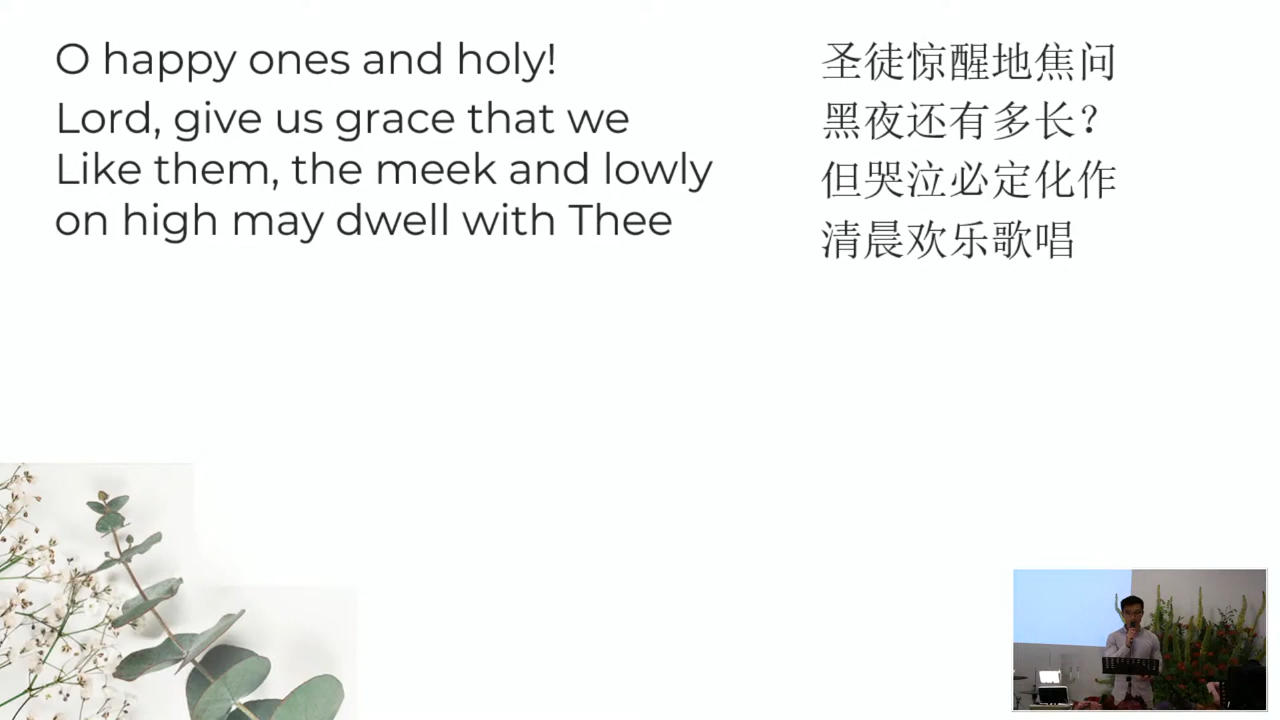 O happy ones and holy!
Lord, give us grace that we
Like them, the meek and lowly
on high may dwell with Thee
圣徒惊醒地焦问
黑夜还有多长？
但哭泣必定化作
清晨欢乐歌唱